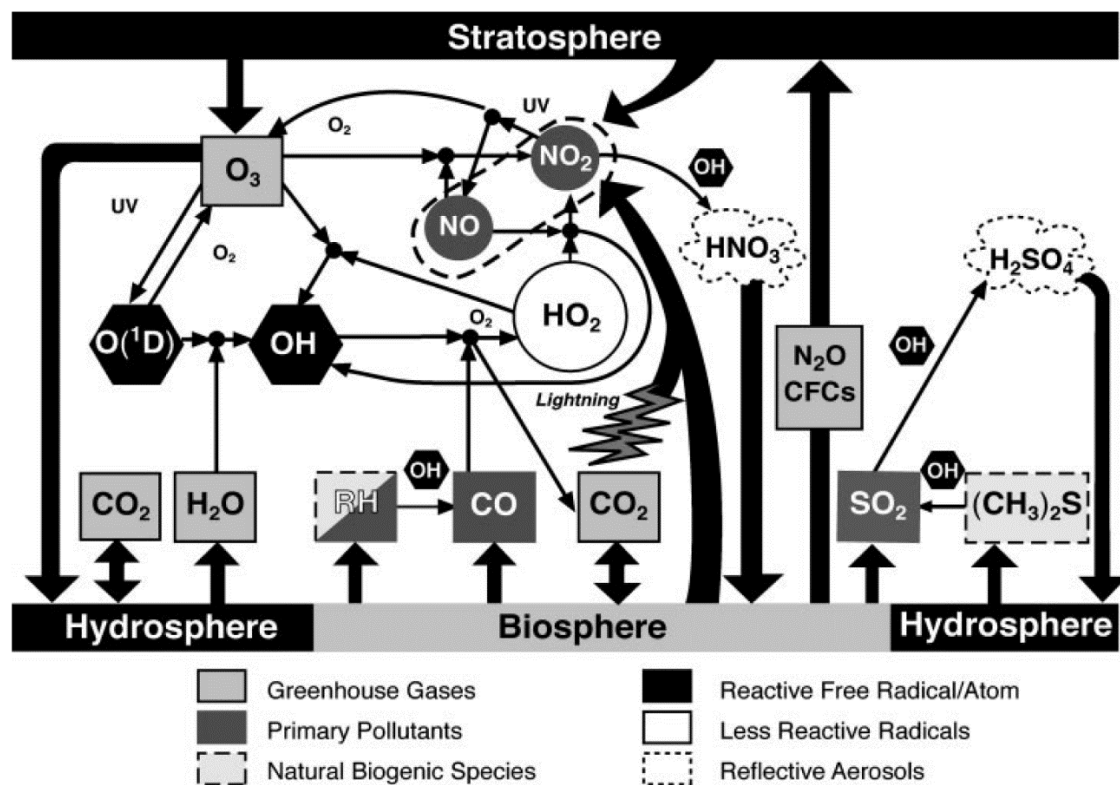 Stratosphere
UV
O₂
O₃
NO₂
OH
NO
UV
O₂
HNO₃
H₂SO₄
O(¹D)
OH
O₂
HO₂
N₂O
CFCs
OH
Lightning
CO₂
H₂O
RH
OH
CO
CO₂
SO₂
OH
(CH₃)₂S
Hydrosphere
Biosphere
Hydrosphere
Greenhouse Gases
Reactive Free Radical/Atom
Primary Pollutants
Less Reactive Radicals
Natural Biogenic Species
Reflective Aerosols